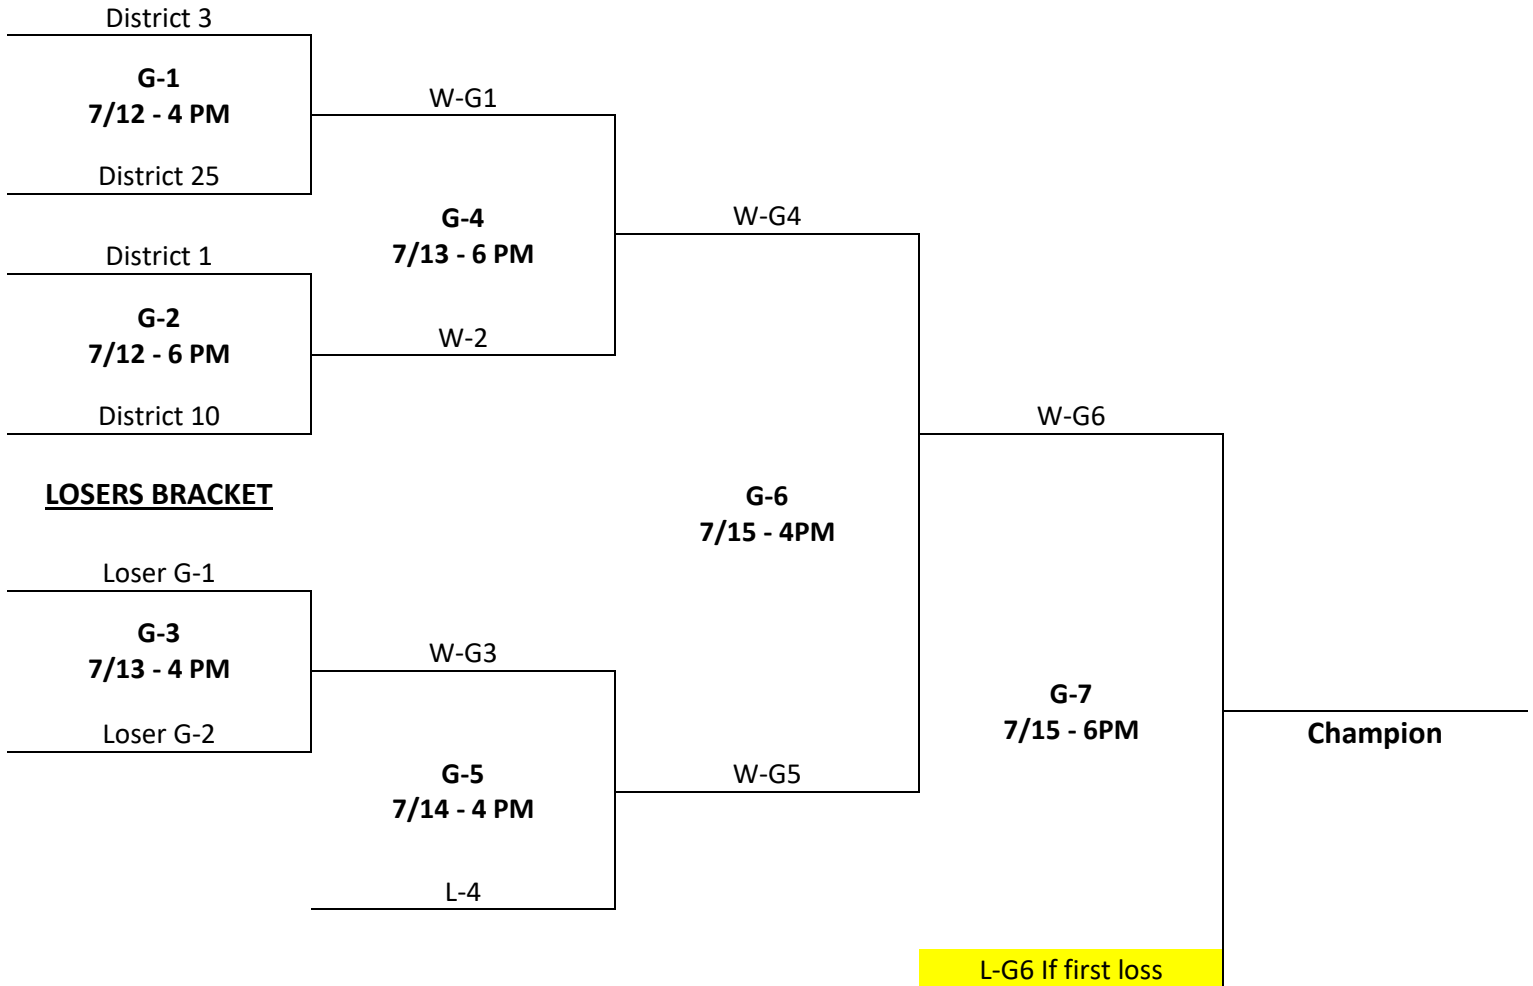 District 3
G-1
7/12 - 4 PM
District 25
W-G1
District 1
G-2
7/12 - 6 PM
District 10
G-4
7/13 - 6 PM
W-2
W-G4
LOSERS BRACKET
Loser G-1
G-3
7/13 - 4 PM
Loser G-2
W-G3
G-5
7/14 - 4 PM
L-4
G-6
7/15 - 4PM
W-G5
W-G6
G-7
7/15 - 6PM
L-G6 If first loss
Champion